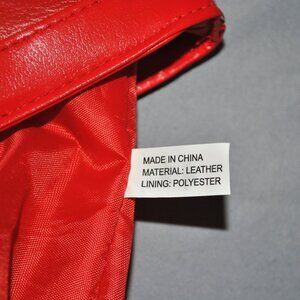 MADE IN CHINA
MATERIAL: LEATHER
LINING: POLYESTER